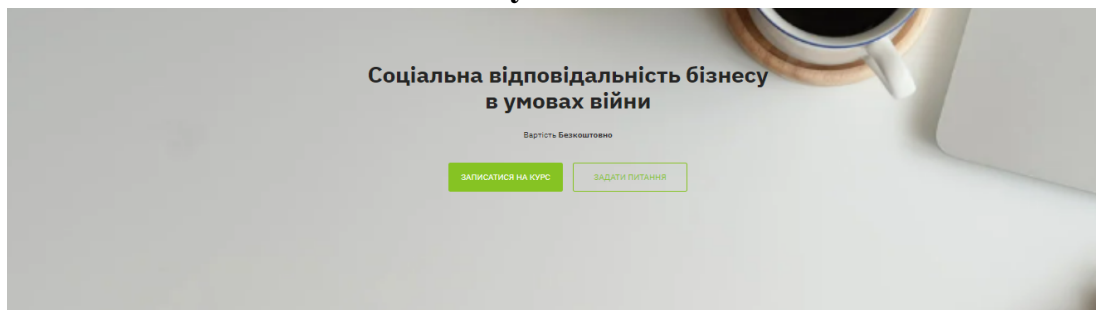 Соціальна відповідальність бізнесу
в умовах війни
Вартість Безкоштовно
ЗАПИСАТИСЯ НА КУРС
ЗАДАТИ ПИТАННЯ